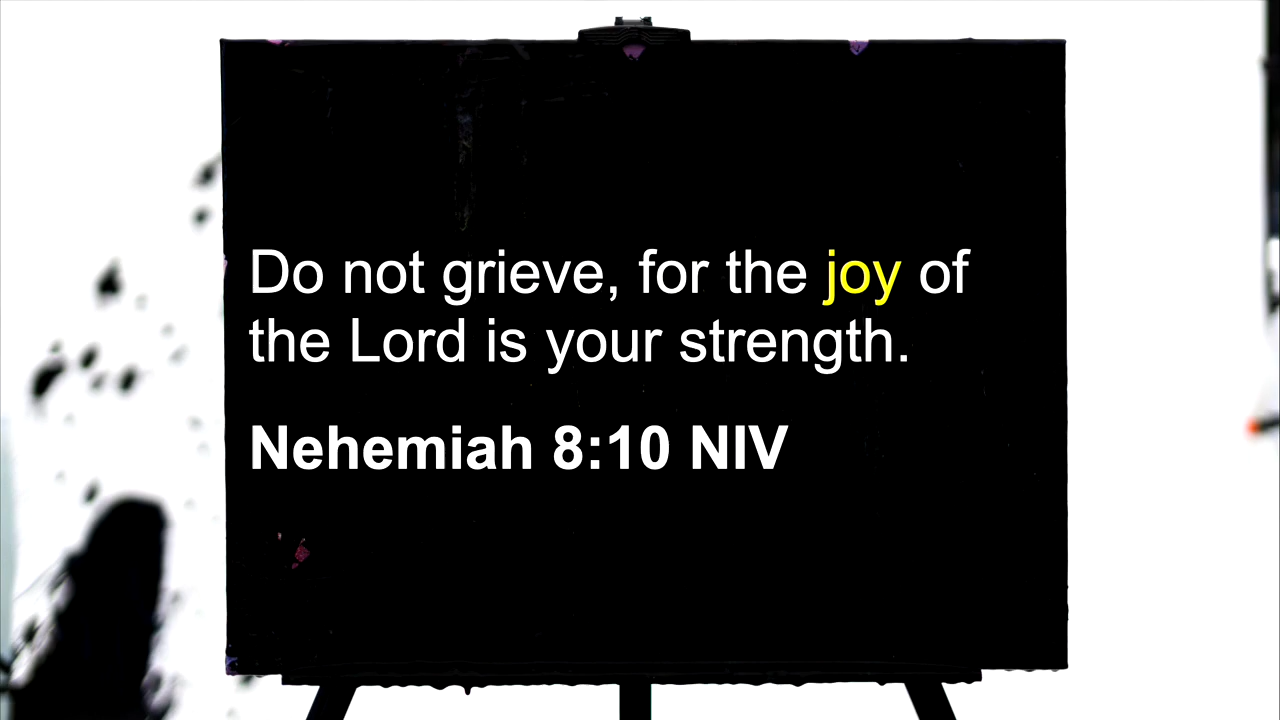 Do not grieve, for the joy of
the Lord is your strength.
Nehemiah 8:10 NIV